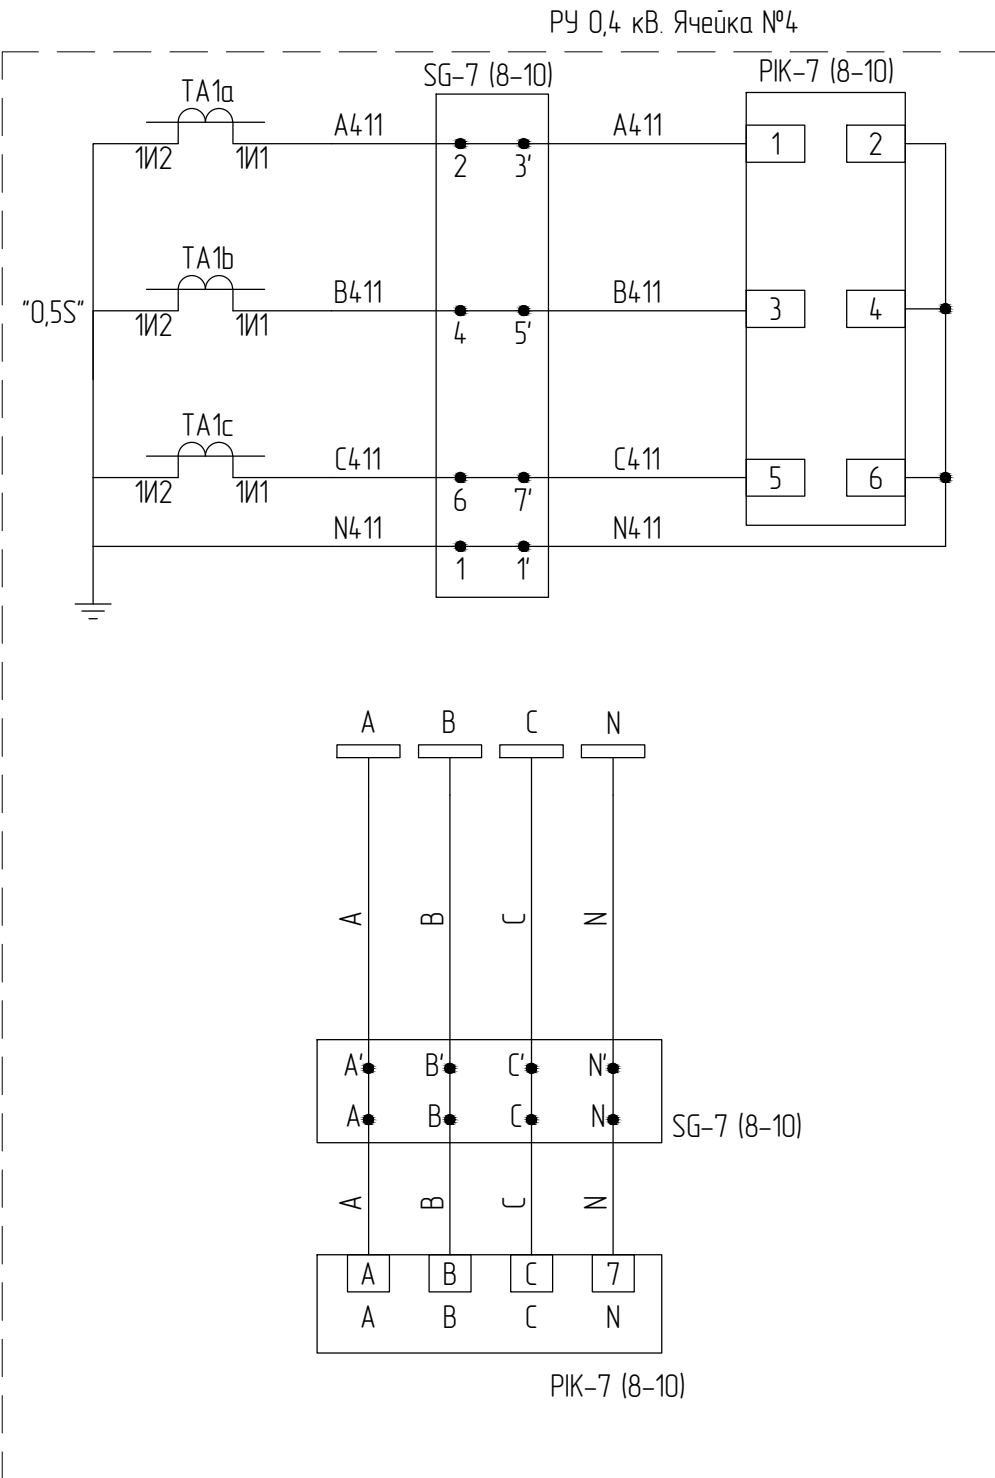 РУ 0,4 кВ. Ячейка №4
SG-7 (8-10)
PIK-7 (8-10)
TA1a
A411
A411
1И2
1И1
2
3'
1
2
TA1b
B411
B411
"0,5S"
1И2
1И1
4
5'
3
4
TA1c
C411
C411
1И2
1И1
6
7'
5
6
N411
N411
1
1'
A
B
C
N
A
B
C
N
A'
B'
C'
N'
A
B
C
N
SG-7 (8-10)
A
B
C
N
A
B
C
7
A
B
C
N
PIK-7 (8-10)